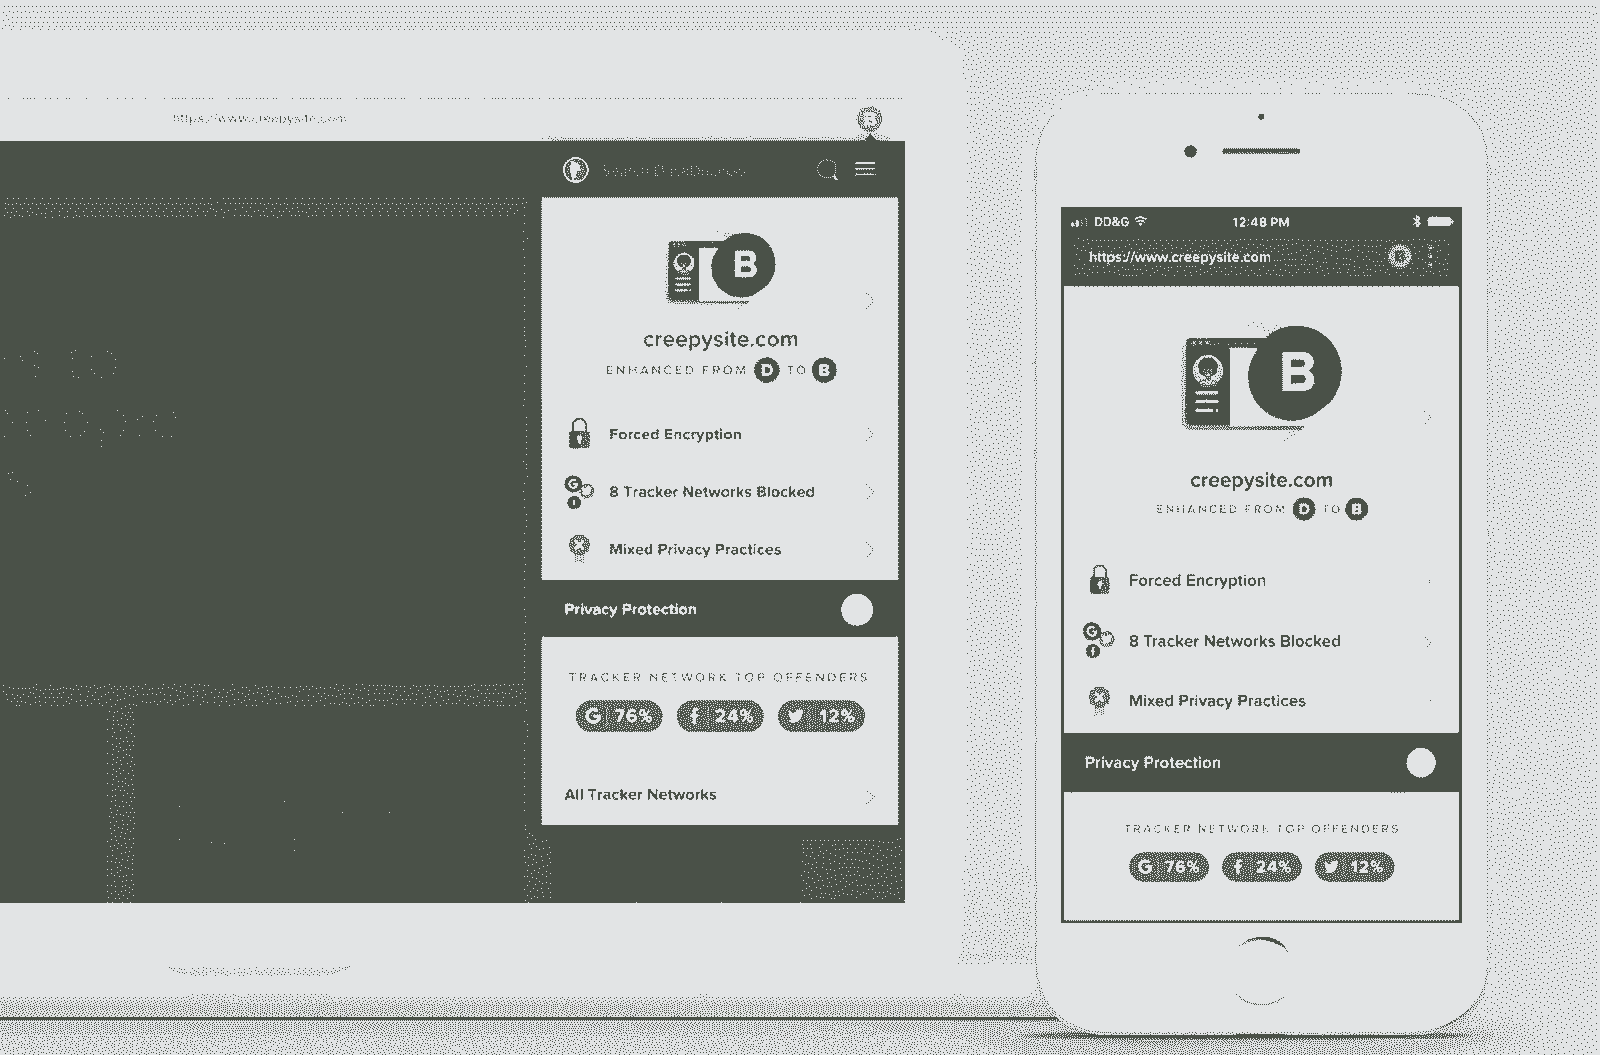 https://www.creepysite.com
B
Search DuckDuckGo
B
creepysite.com
ENHANCED FROM D TO B
Forced Encryption
G
f
8 Tracker Networks Blocked
Mixed Privacy Practices
Privacy Protection
TRACKER NETWORK TOP OFFENDERS
G 76% f 24% 12%
All Tracker Networks
DD&G 12:48 PM
https://www.creepysite.com B
B
creepysite.com
ENHANCED FROM D TO B
Forced Encryption
G
f
8 Tracker Networks Blocked
Mixed Privacy Practices
Privacy Protection
TRACKER NETWORK TOP OFFENDERS
G 76% f 24% 12%